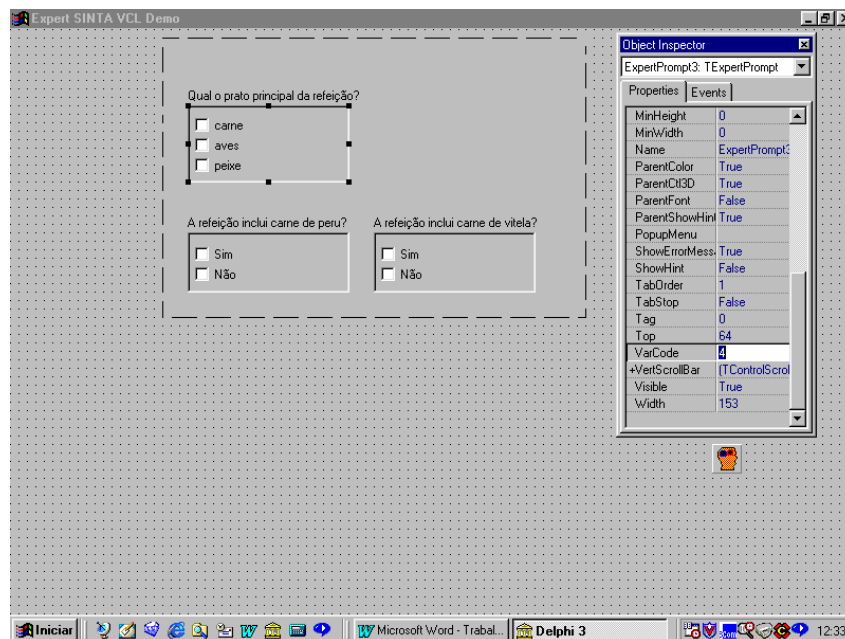 Expert SINTA VCL Demo
Qual o prato principal da refeição?
carne
aves
peixe
A refeição inclui carne de peru?
Sim
Não
A refeição inclui carne de vitela?
Sim
Não
Object Inspector
ExpertPrompt3: TExpertPrompt
Properties Events
MinHeight 0
MinWidth 0
Name ExpertPrompt3
ParentColor True
ParentCtl3D True
ParentFont False
ParentShowHint True
PopupMenu
ShowErrorMess. True
ShowHint False
TabOrder 1
TabStop False
Tag 0
Top 64
VarCode 4
+VertScrollBar (TControlScrol
Visible True
Width 153
Iniciar
Microsoft Word - Trabal...
Delphi 3
12:33